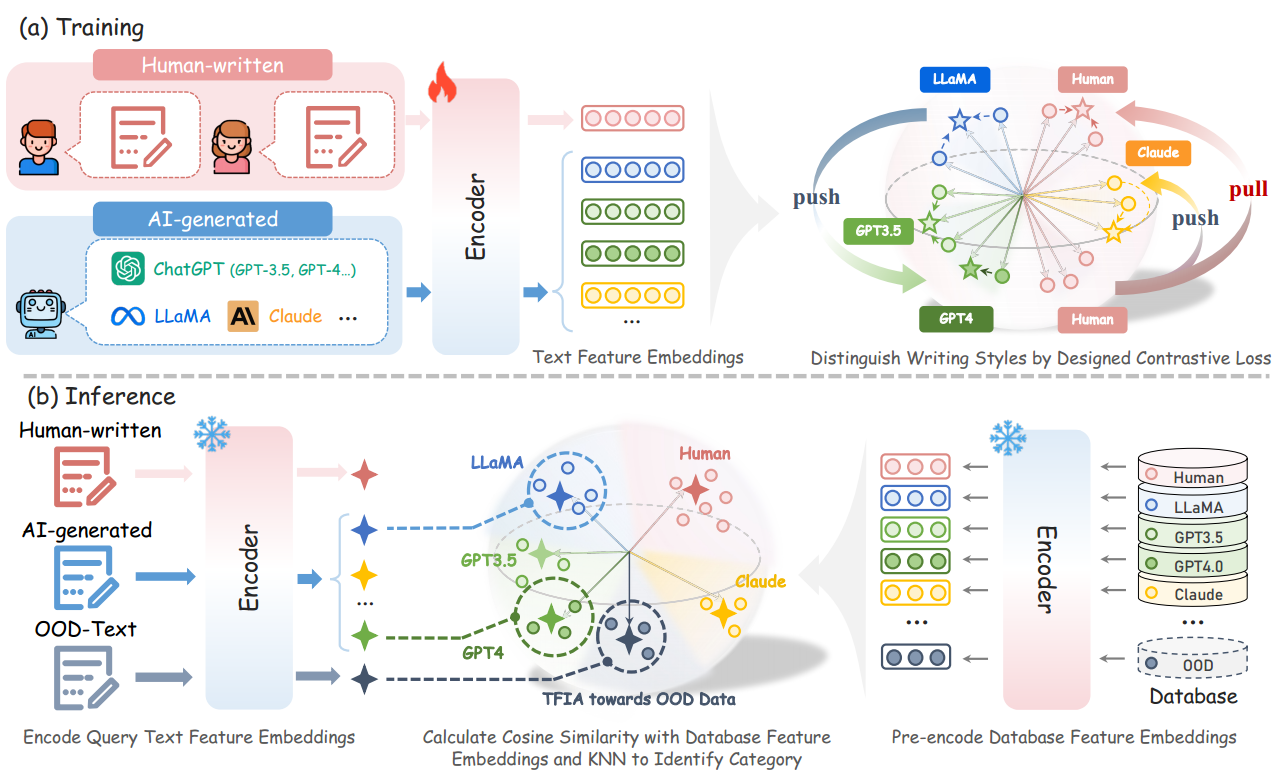 (a) Training
Human-written
AI-generated
ChatGPT (GPT-3.5, GPT-4...)
LLaMA
Claude
...
AI
Encoder
...
Text Feature Embeddings
LLaMA
Human
Claude
push
pull
push
GPT3.5
GPT4
Human
Distinguish Writing Styles by Designed Contrastive Loss
(b) Inference
Human-written
AI-generated
OOD-Text
Encoder
...
Encode Query Text Feature Embeddings
LLaMA
Human
GPT3.5
Claude
GPT4
TFIA towards OOD Data
Calculate Cosine Similarity with Database Feature
Embeddings and KNN to Identify Category
...
Encoder
Human
LLaMA
GPT3.5
GPT4.0
Claude
...
OOD
Database
Pre-encode Database Feature Embeddings